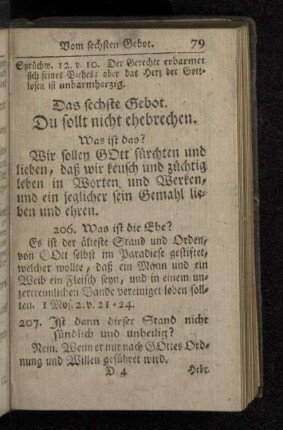 Vom sechsten Gebot. 79
Sprüchw. 12. v. 10. Der Gerechte erbarmet
sich seines Viehes; aber das Herz der Gott-
losen ist unbarmherzig.
Das sechste Gebot.
Du sollt nicht ehebrechen.
Was ist das?
Wir sollen GOtt fürchten und
lieben, daß wir keusch und züchtig
leben in Worten und Werken,
und ein jeglicher sein Gemahl lie-
ben und ehren.
206. Was ist die Ehe?
Es ist der älteste Stand und Orden,
von GOtt selbst im Paradiese gestiftet,
welcher wollte, daß ein Mann und ein
Weib ein Fleisch seyn, und in einem un-
zertrennlichen Bande vereiniget leben soll-
ten. 1 Mos. 2. v. 21-24.
207. Ist dann dieser Stand nicht
sündlich und unheilig?
Nein. Wenn er nur nach GOttes Ord-
nung und Willen geführet wird.
D 4 Hebr.